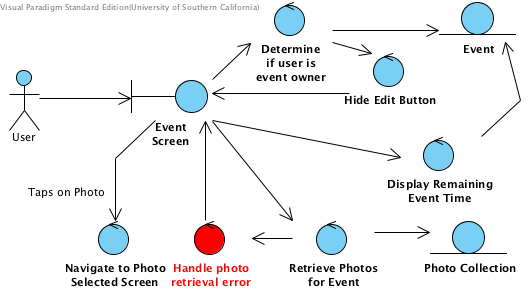 Visual Paradigm Standard Edition(University of Southern California)
Determine
if user is
event owner
Event
Hide Edit Button
User
Event
Screen
Display Remaining
Event Time
Taps on Photo
Navigate to Photo
Selected Screen
Handle photo
retrieval error
Retrieve Photos
for Event
Photo Collection